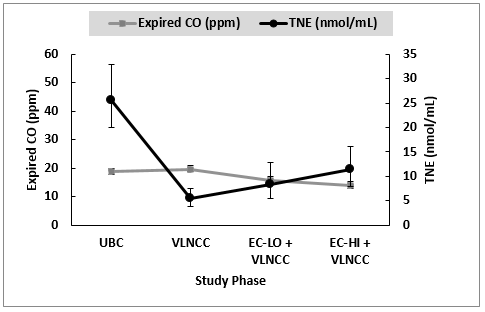 Expired CO (ppm) TNE (nmol/mL)
60
50
40
30
20
10
0
Expired CO (ppm)
35
30
25
20
15
10
5
0
TNE (nmol/mL)
UBC VLNCC EC-LO + EC-HI +
VLNCC VLNCC
Study Phase